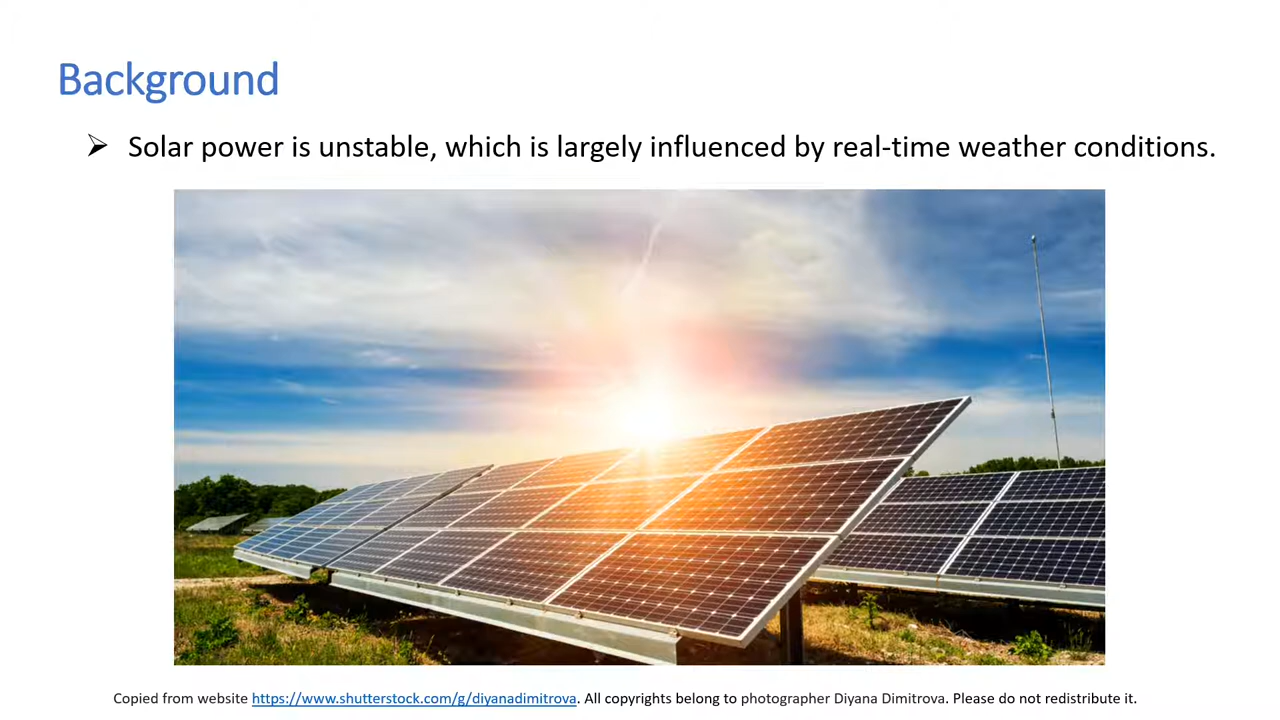 Background
Solar power is unstable, which is largely influenced by real-time weather conditions.
Copied from website https://www.shutterstock.com/g/diyanadimitrova. All copyrights belong to photographer Diyana Dimitrova. Please do not redistribute it.